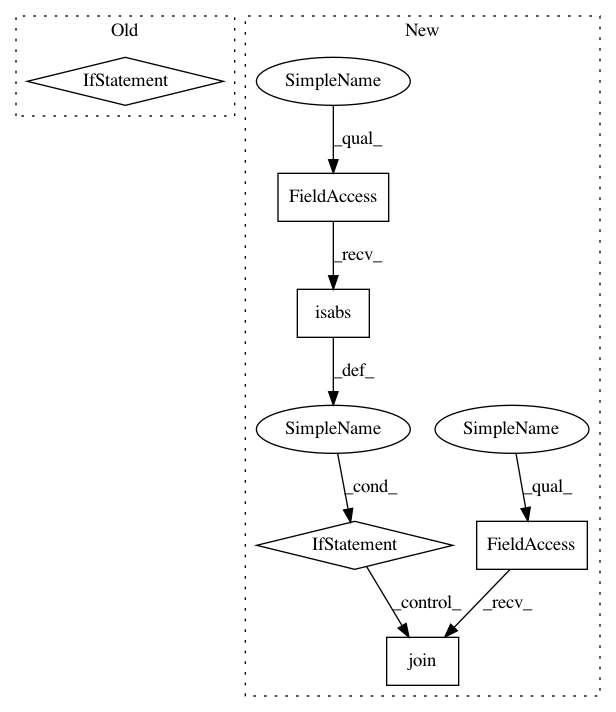 Old
New
IfStatement
SimpleName
_qual_
FieldAccess
_recv_
isabs
_def_
SimpleName
SimpleName
_cond_
_qual_
IfStatement
FieldAccess
_control_
_recv_
join